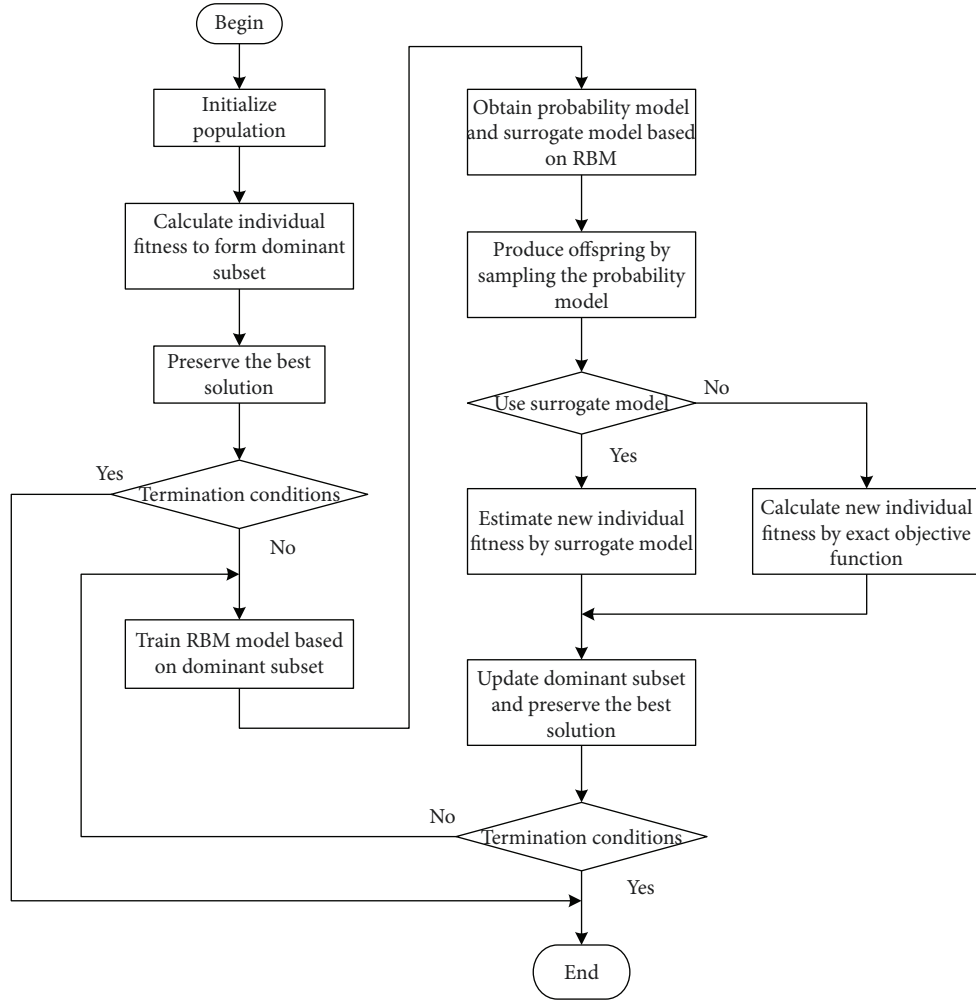 Begin
Initialize
population
Calculate individual
fitness to form dominant
subset
Preserve the best
solution
Yes
Termination conditions
No
Train RBM model based
on dominant subset
Obtain probability model
and surrogate model based
on RBM
Produce offspring by
sampling the probability
model
No
Use surrogate model
Yes
Estimate new individual
fitness by surrogate model
Calculate new individual
fitness by exact objective
function
Update dominant subset
and preserve the best
solution
No
Termination conditions
Yes
End